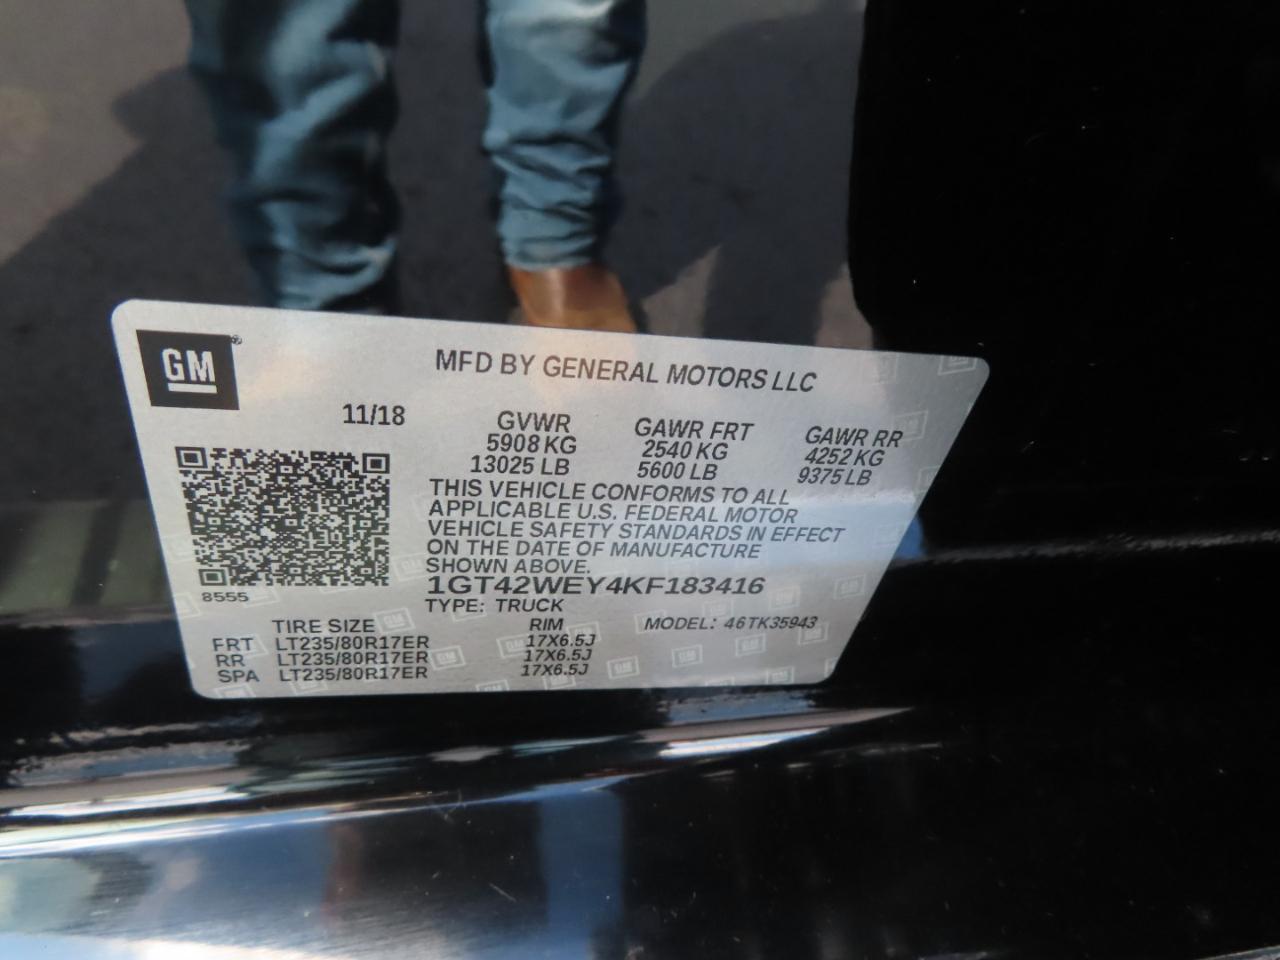 GM ®
MFD BY GENERAL MOTORS LLC
11/18 GVWR GAWR FRT GAWR RR
5908 KG 2540 KG 4252 KG
13025 LB 5600 LB 9375 LB
THIS VEHICLE CONFORMS TO ALL
APPLICABLE U.S. FEDERAL MOTOR
VEHICLE SAFETY STANDARDS IN EFFECT
ON THE DATE OF MANUFACTURE
SHOWN ABOVE.
1GT42WEY4KF183416
8555
TYPE: TRUCK
TIRE SIZE RIM MODEL: 46TK35943
FRT LT235/80R17ER 17X6.5J
RR LT235/80R17ER 17X6.5J
SPA LT235/80R17ER 17X6.5J